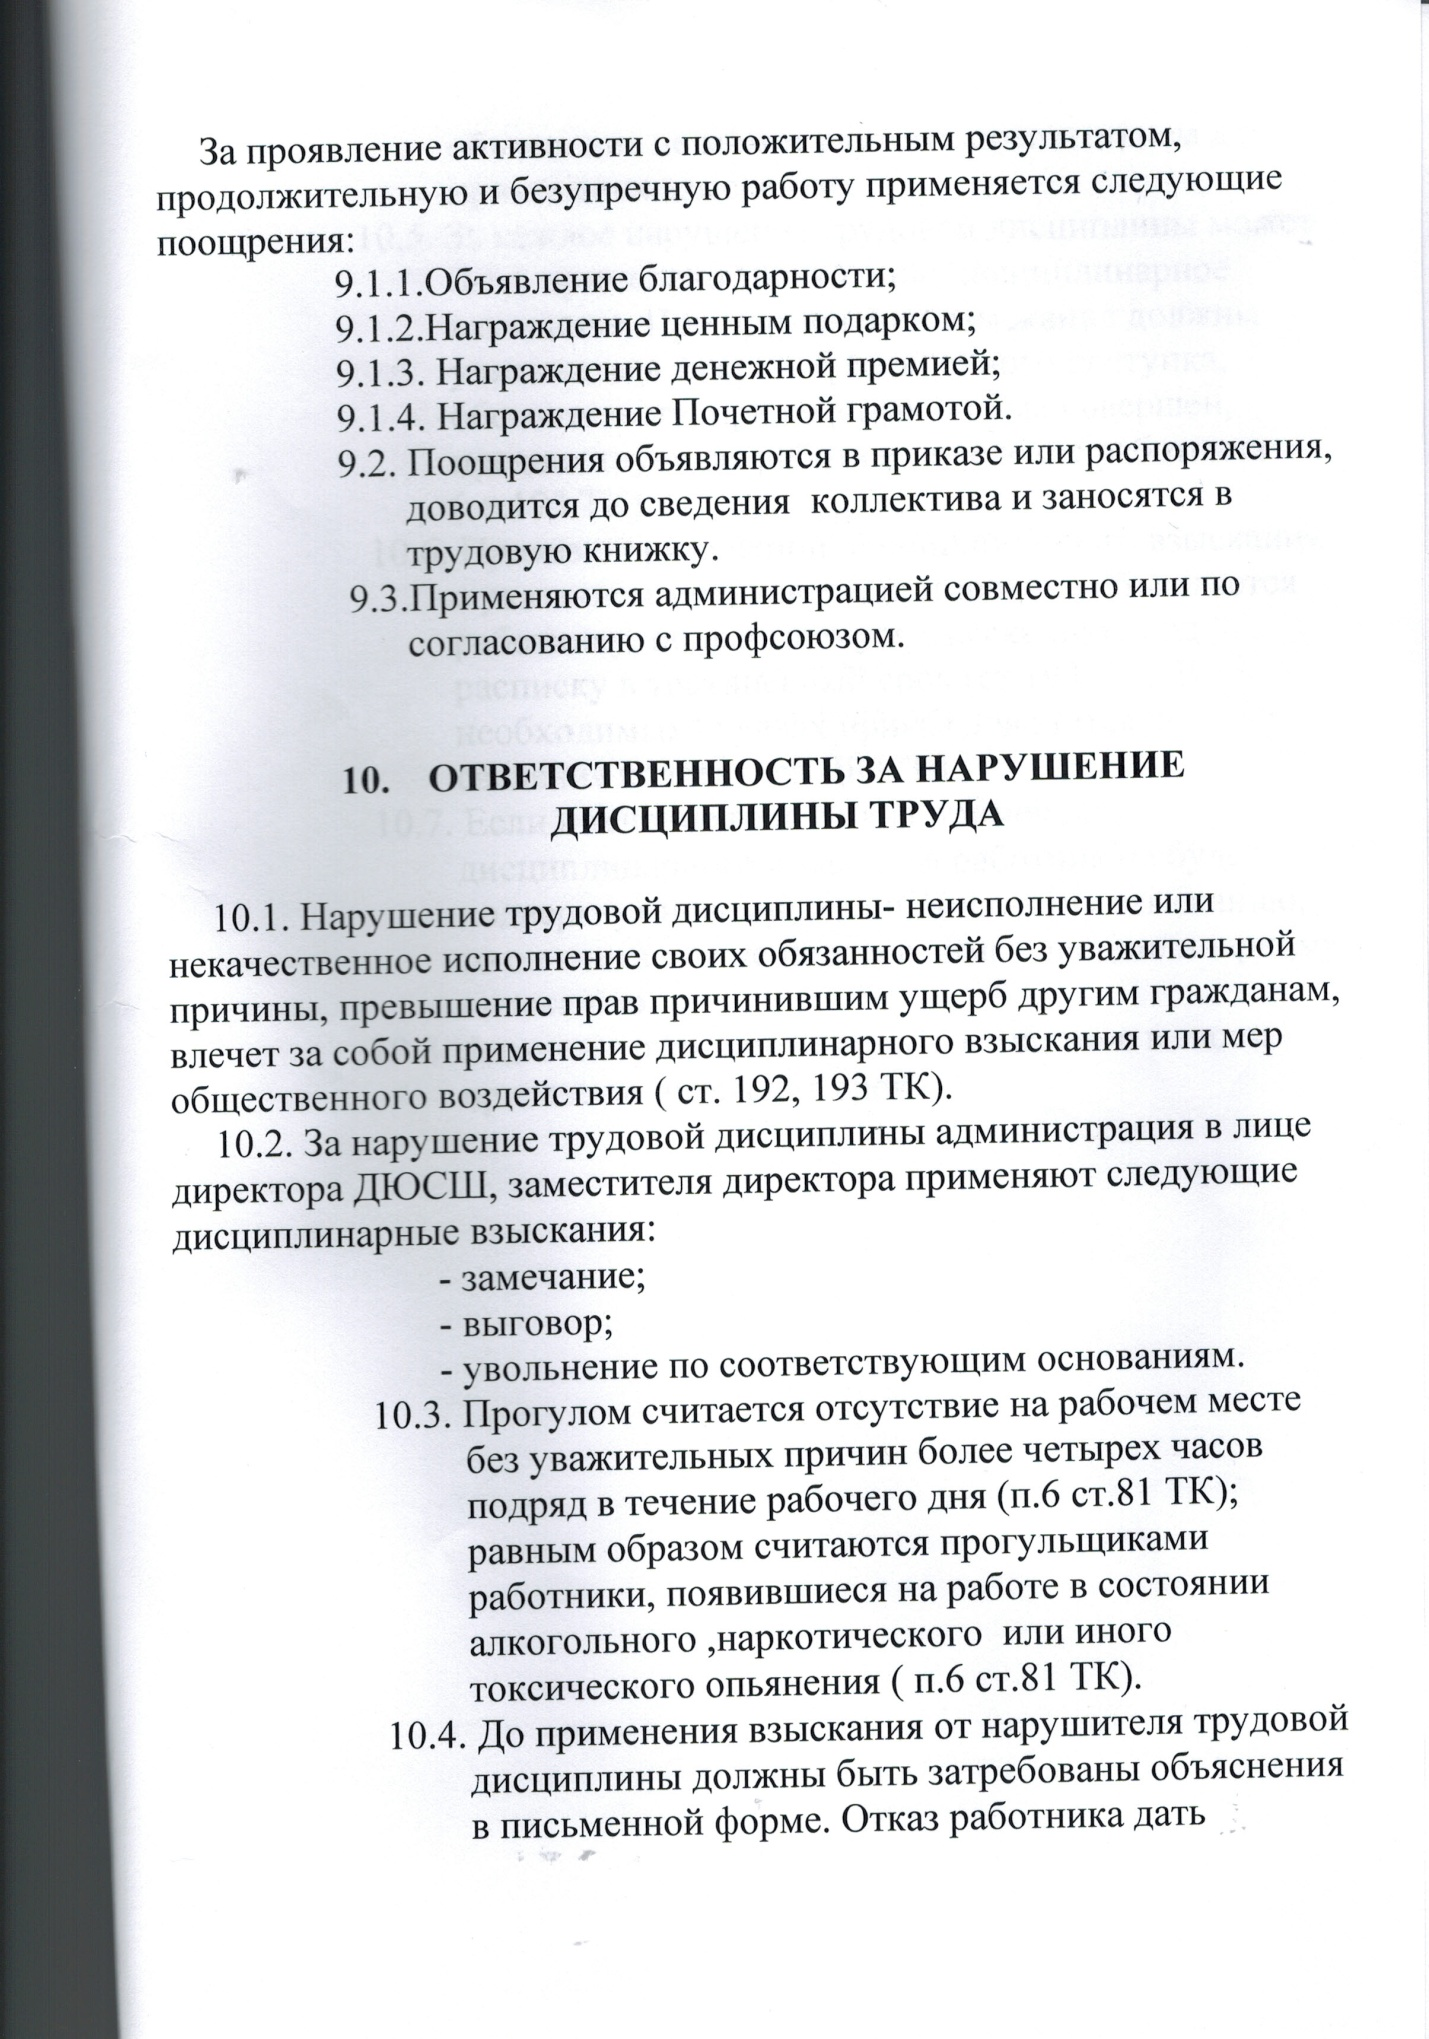 За проявление активности с положительным результатом,
продолжительную и безупречную работу применяется следующие
поощрения:
9.1.1.Объявление благодарности;
9.1.2.Награждение ценным подарком;
9.1.3. Награждение денежной премией;
9.1.4. Награждение Почетной грамотой.
9.2. Поощрения объявляются в приказе или распоряжения,
доводится до сведения  коллектива и заносятся в
трудовую книжку.
9.3.Применяются администрацией совместно или по
согласованию с профсоюзом.
10.    ОТВЕТСТВЕННОСТЬ ЗА НАРУШЕНИЕ
ДИСЦИПЛИНЫ ТРУДА
10.1. Нарушение трудовой дисциплины- неисполнение или
некачественное исполнение своих обязанностей без уважительной
причины, превышение прав причинившим ущерб другим гражданам,
влечет за собой применение дисциплинарного взыскания или мер
общественного воздействия ( ст. 192, 193 ТК).
10.2. За нарушение трудовой дисциплины администрация в лице
директора ДЮСШ, заместителя директора применяют следующие
дисциплинарные взыскания:
- замечание;
- выговор;
- увольнение по соответствующим основаниям.
10.3. Прогулом считается отсутствие на рабочем месте
без уважительных причин более четырех часов
подряд в течение рабочего дня (п.6 ст.81 ТК);
равным образом считаются прогульщиками
работники, появившиеся на работе в состоянии
алкогольного ,наркотического  или иного
токсического опьянения ( п.6 ст.81 ТК).
10.4. До применения взыскания от нарушителя трудовой
дисциплины должны быть затребованы объяснения
в письменной форме. Отказ работника дать